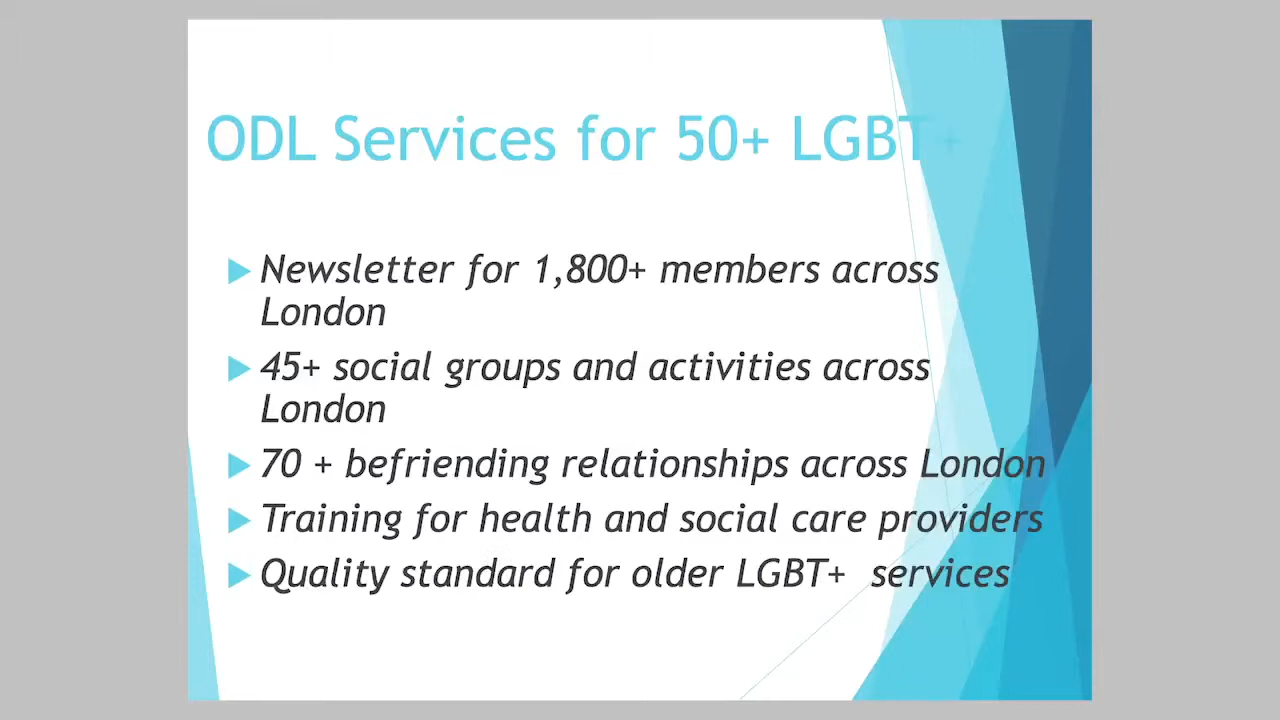 ODL Services for 50+ LGBT+
Newsletter for 1,800+ members across
London
45+ social groups and activities across
London
70 + befriending relationships across London
Training for health and social care providers
Quality standard for older LGBT+  services